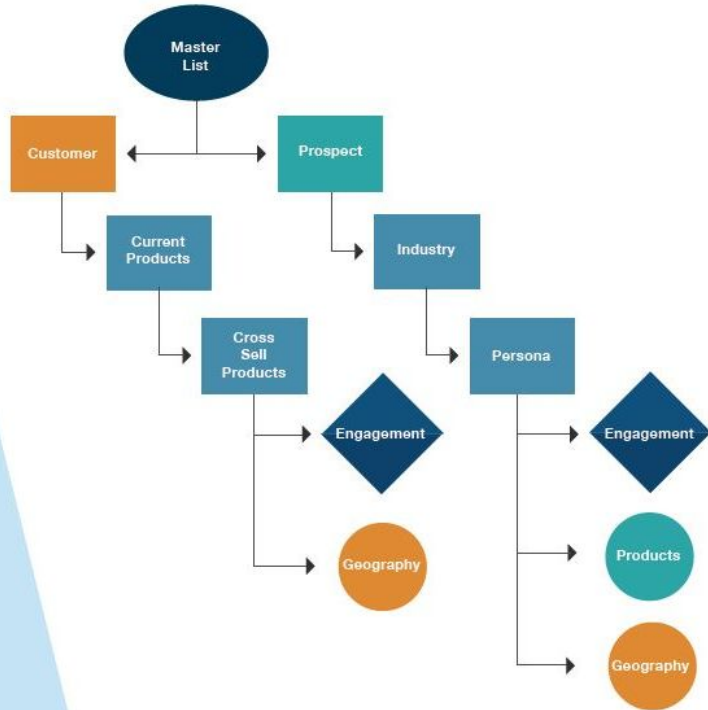 Master
List
Customer
Prospect
Current
Products
Industry
Cross
Sell
Products
Persona
Engagement
Engagement
Geography
Products
Geography